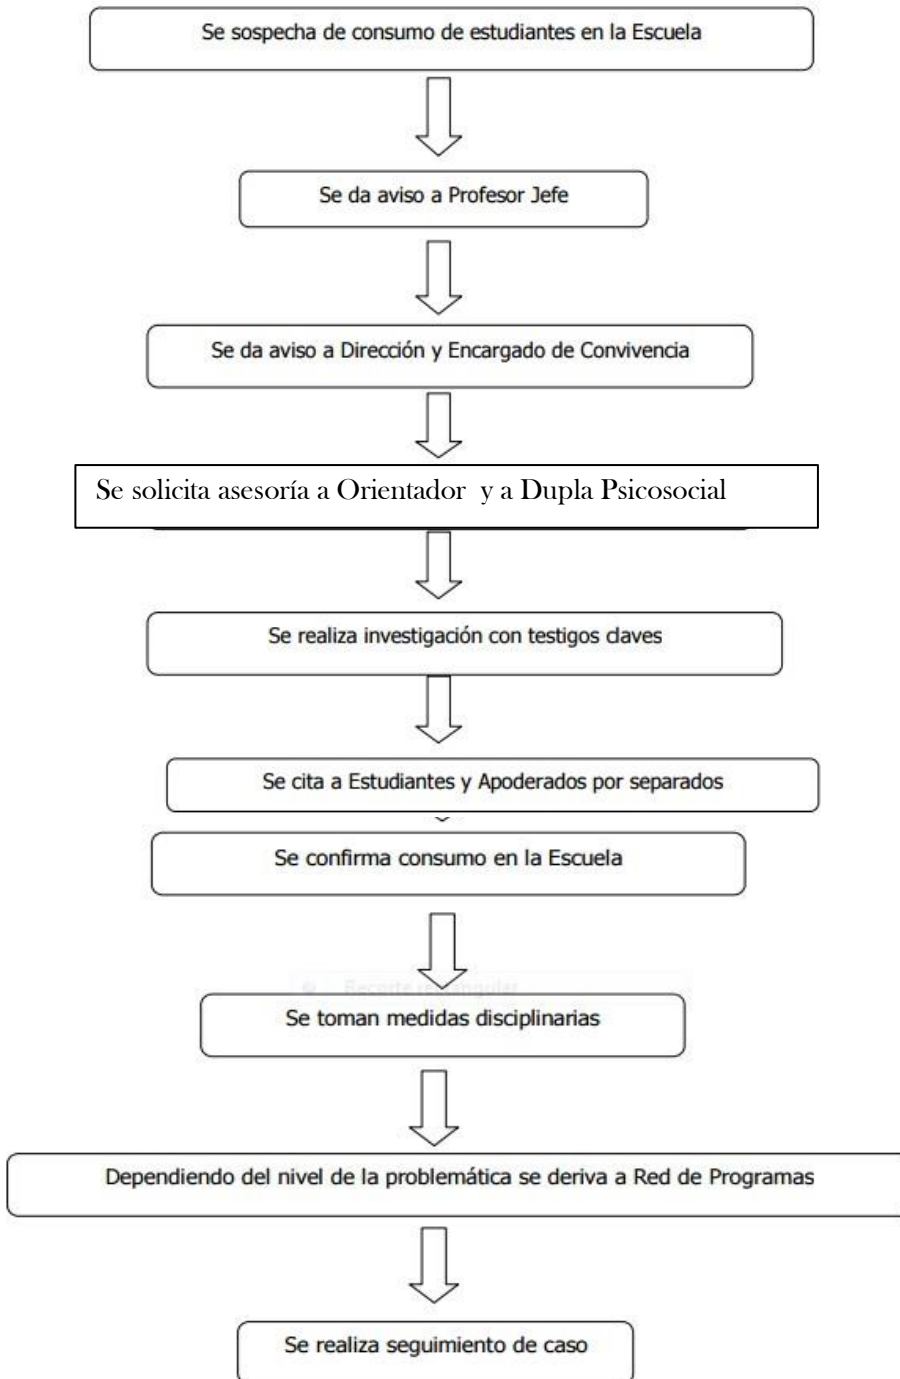 Se sospecha de consumo de estudiantes en la Escuela
Se da aviso a Profesor Jefe
Se da aviso a Dirección y Encargado de Convivencia
Se solicita asesoría a Orientador y a Dupla Psicosocial
Se realiza investigación con testigos claves
Se cita a Estudiantes y Apoderados por separados
Se confirma consumo en la Escuela
Recorte rectangular
Se toman medidas disciplinarias
Dependiendo del nivel de la problemática se deriva a Red de Programas
Se realiza seguimiento de caso